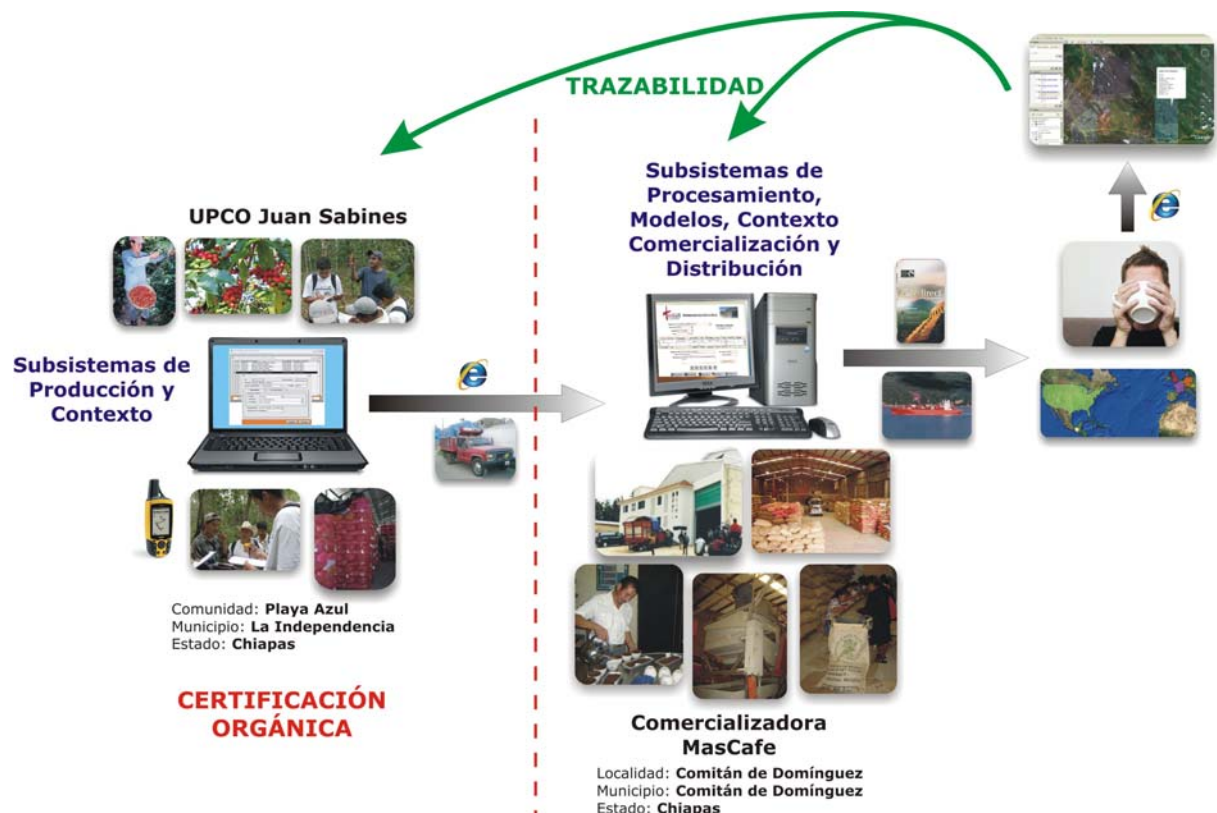 TRAZABILIDAD
UPCO Juan Sabines
Subsistemas de
Producción y
Contexto
Comunidad: Playa Azul
Municipio: La Independencia
Estado: Chiapas
CERTIFICACIÓN
ORGÁNICA
Subsistemas de
Procesamiento,
Modelos, Contexto
Comercialización y
Distribución
Comercializadora
MasCafe
Localidad: Comitán de Domínguez
Municipio: Comitán de Domínguez
Estado: Chiapas